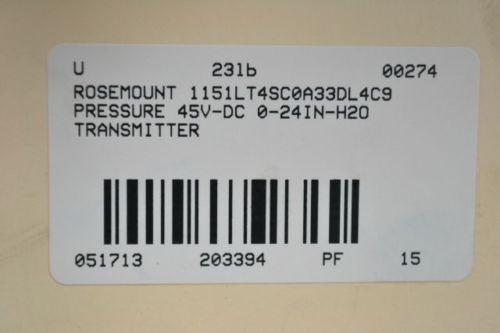 U 231b 00274
ROSEMOUNT 1151LT4SC0A33DL4C9
PRESSURE 45V-DC 0-24IN-H2O
TRANSMITTER
051713 203394 PF 15